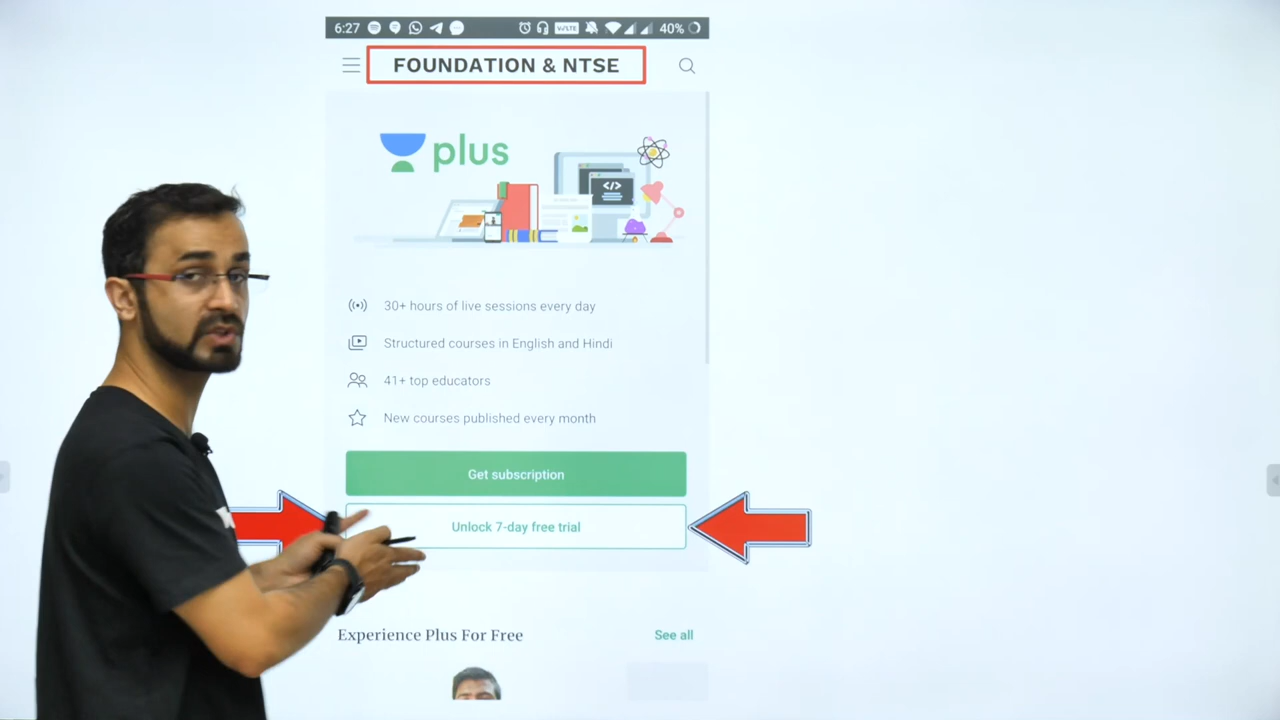 6:27
VoLTE
40%
FOUNDATION & NTSE
plus
</>
30+ hours of live sessions every day
Structured courses in English and Hindi
41+ top educators
New courses published every month
Get subscription
Unlock 7-day free trial
Experience Plus For Free
See all